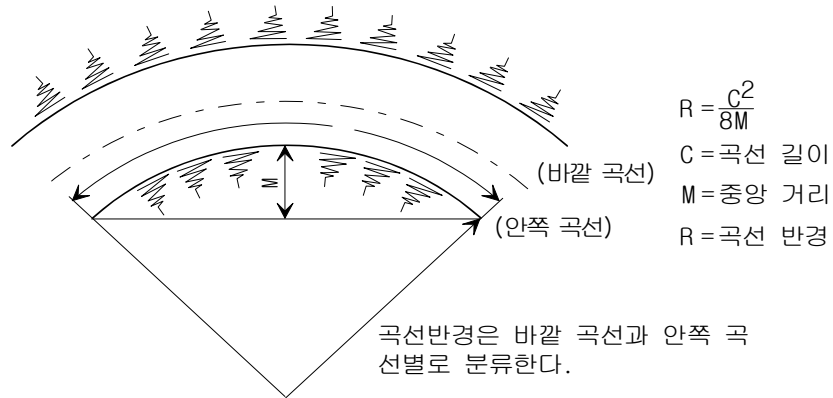 R = C²/8M
C = 곡선 길이
M = 중앙 거리
R = 곡선 반경
(바깥 곡선)
(안쪽 곡선)
M
곡선반경은 바깥 곡선과 안쪽 곡
선별로 분류한다.